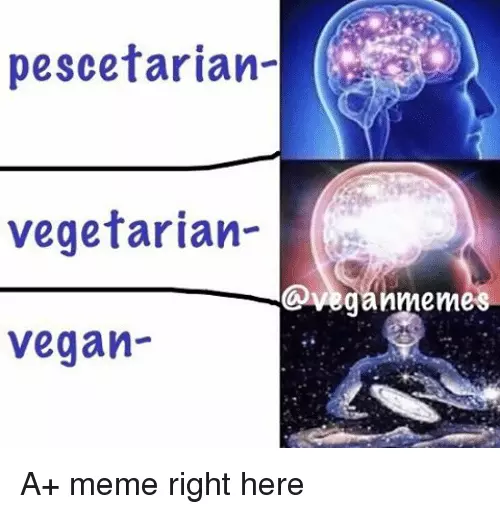 pescetarian-
vegetarian-
@veganmemes
vegan-
A+ meme right here